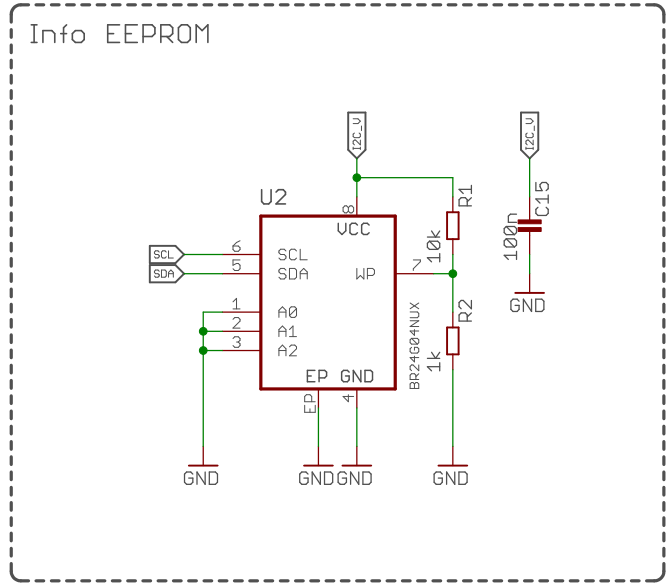 Info EEPROM
I2C_V
I2C_V
U2
8
VCC
R1
10k
C15
100n
GND
SCL
6
SCL
SDA
5
SDA
WP
7
1
A0
2
A1
3
A2
BR24G04NUX
R2
1k
EP
GND
EP
4
GND
GND
GND
GND